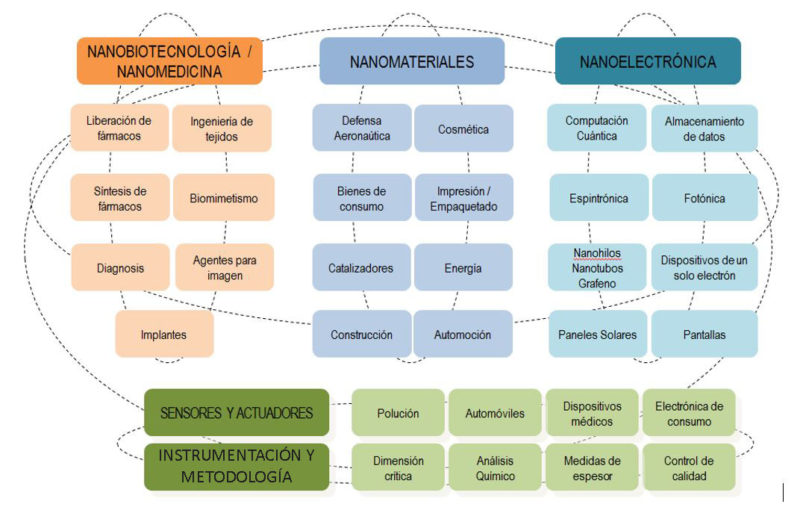 NANOBIOTECNOLOGÍA /
NANOMEDICINA
NANOMATERIALES
NANOELECTRÓNICA
Liberación de
fármacos
Ingeniería de
tejidos
Síntesis de
fármacos
Biomimetismo
Diagnosis
Agentes para
imagen
Implantes
Defensa
Aeronaútica
Cosmética
Bienes de
consumo
Impresión /
Empaquetado
Catalizadores
Energía
Construcción
Automoción
Computación
Cuántica
Almacenamiento
de datos
Espintrónica
Fotónica
Nanohilos
Nanotubos
Grafeno
Dispositivos de un
solo electrón
Paneles Solares
Pantallas
SENSORES Y ACTUADORES
Polución
Automóviles
Dispositivos
médicos
Electrónica de
consumo
INSTRUMENTACIÓN Y
METODOLOGÍA
Dimensión
crítica
Análisis
Químico
Medidas de
espesor
Control de
calidad